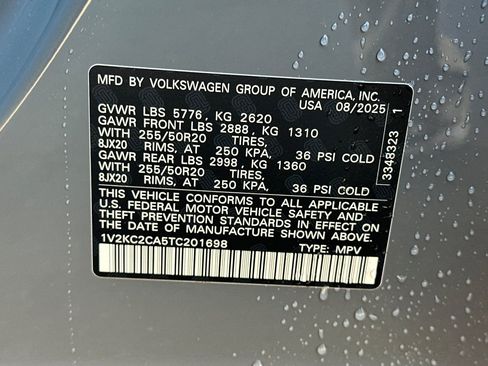 MFD BY VOLKSWAGEN GROUP OF AMERICA, INC.
USA 08/2025
GVWR LBS 5776, KG 2620
GAWR FRONT LBS 2888, KG 1310
WITH 255/50R20 TIRES,
8JX20 RIMS, AT 250 KPA, 36 PSI COLD
GAWR REAR LBS 2998, KG 1360
WITH 255/50R20 TIRES,
8JX20 RIMS, AT 250 KPA, 36 PSI COLD
THIS VEHICLE CONFORMS TO ALL APPLICABLE
U.S. FEDERAL MOTOR VEHICLE SAFETY AND
THEFT PREVENTION STANDARDS IN EFFECT
ON THE DATE OF MANUFACTURE SHOWN ABOVE.
1V2KC2CA5TC201698 TYPE: MPV
3348323 1